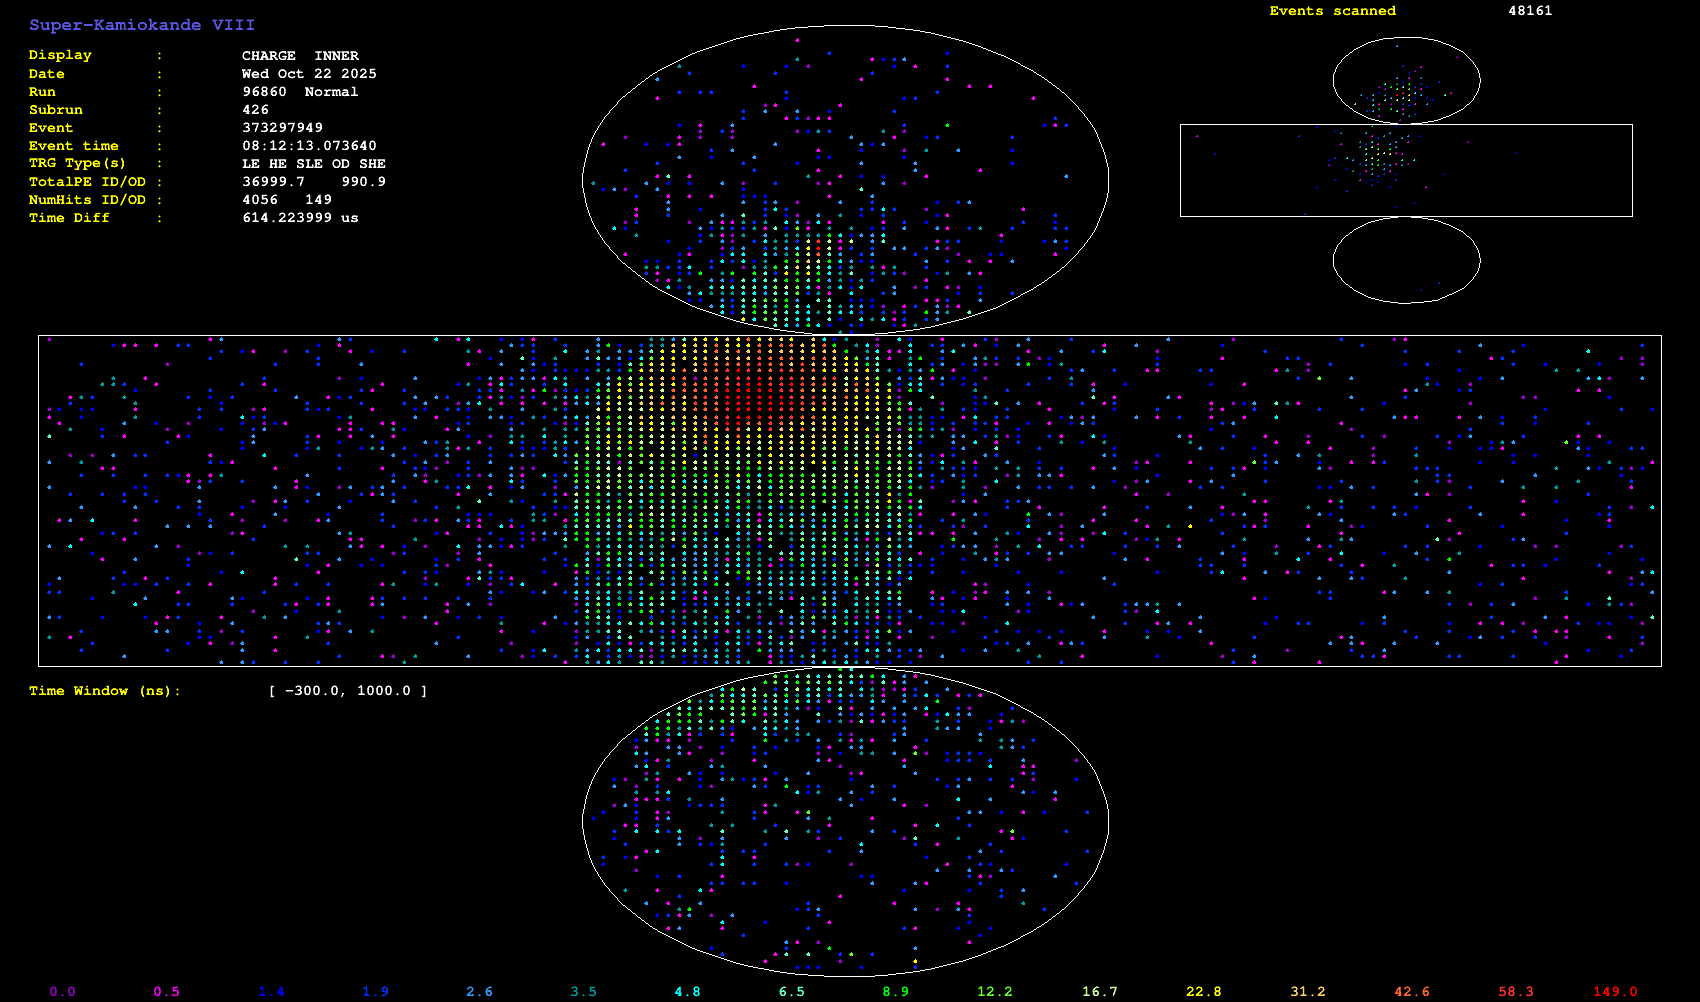 Super-Kamiokande VIII
Events scanned 48161
Display : CHARGE INNER
Date : Wed Oct 22 2025
Run : 96860 Normal
Subrun : 426
Event : 373297949
Event time : 08:12:13.073640
TRG Type(s) : LE HE SLE OD SHE
TotalPE ID/OD : 36999.7 990.9
NumHits ID/OD : 4056 149
Time Diff : 614.223999 us
Time Window (ns): [ -300.0, 1000.0 ]
0.0 0.5 1.4 1.9 2.6 3.5 4.8 6.5 8.9 12.2 16.7 22.8 31.2 42.6 58.3 149.0